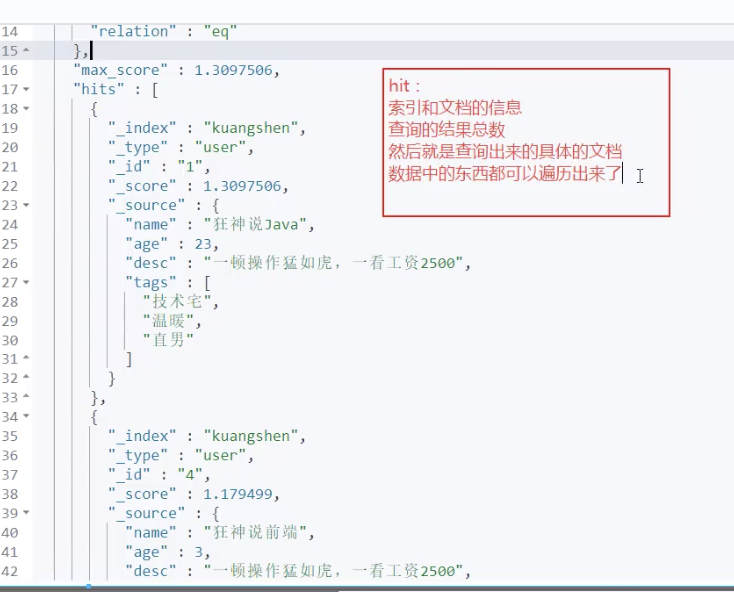 14 "relation" : "eq"
15 },
16 "max_score" : 1.3097506,
17 "hits" : [
18 {
19 "_index" : "kuangshen",
20 "_type" : "user",
21 "_id" : "1",
22 "_score" : 1.3097506,
23 "_source" : {
24 "name" : "狂神说Java",
25 "age" : 23,
26 "desc" : "一顿操作猛如虎，一看工资2500",
27 "tags" : [
28 "技术宅",
29 "温暖",
30 "直男"
31 ]
32 }
33 },
34 {
35 "_index" : "kuangshen",
36 "_type" : "user",
37 "_id" : "4",
38 "_score" : 1.179499,
39 "_source" : {
40 "name" : "狂神说前端",
41 "age" : 3,
42 "desc" : "一顿操作猛如虎，一看工资2500",
hit：
索引和文档的信息
查询的结果总数
然后就是查询出来的具体的文档
数据中的东西都可以遍历出来了